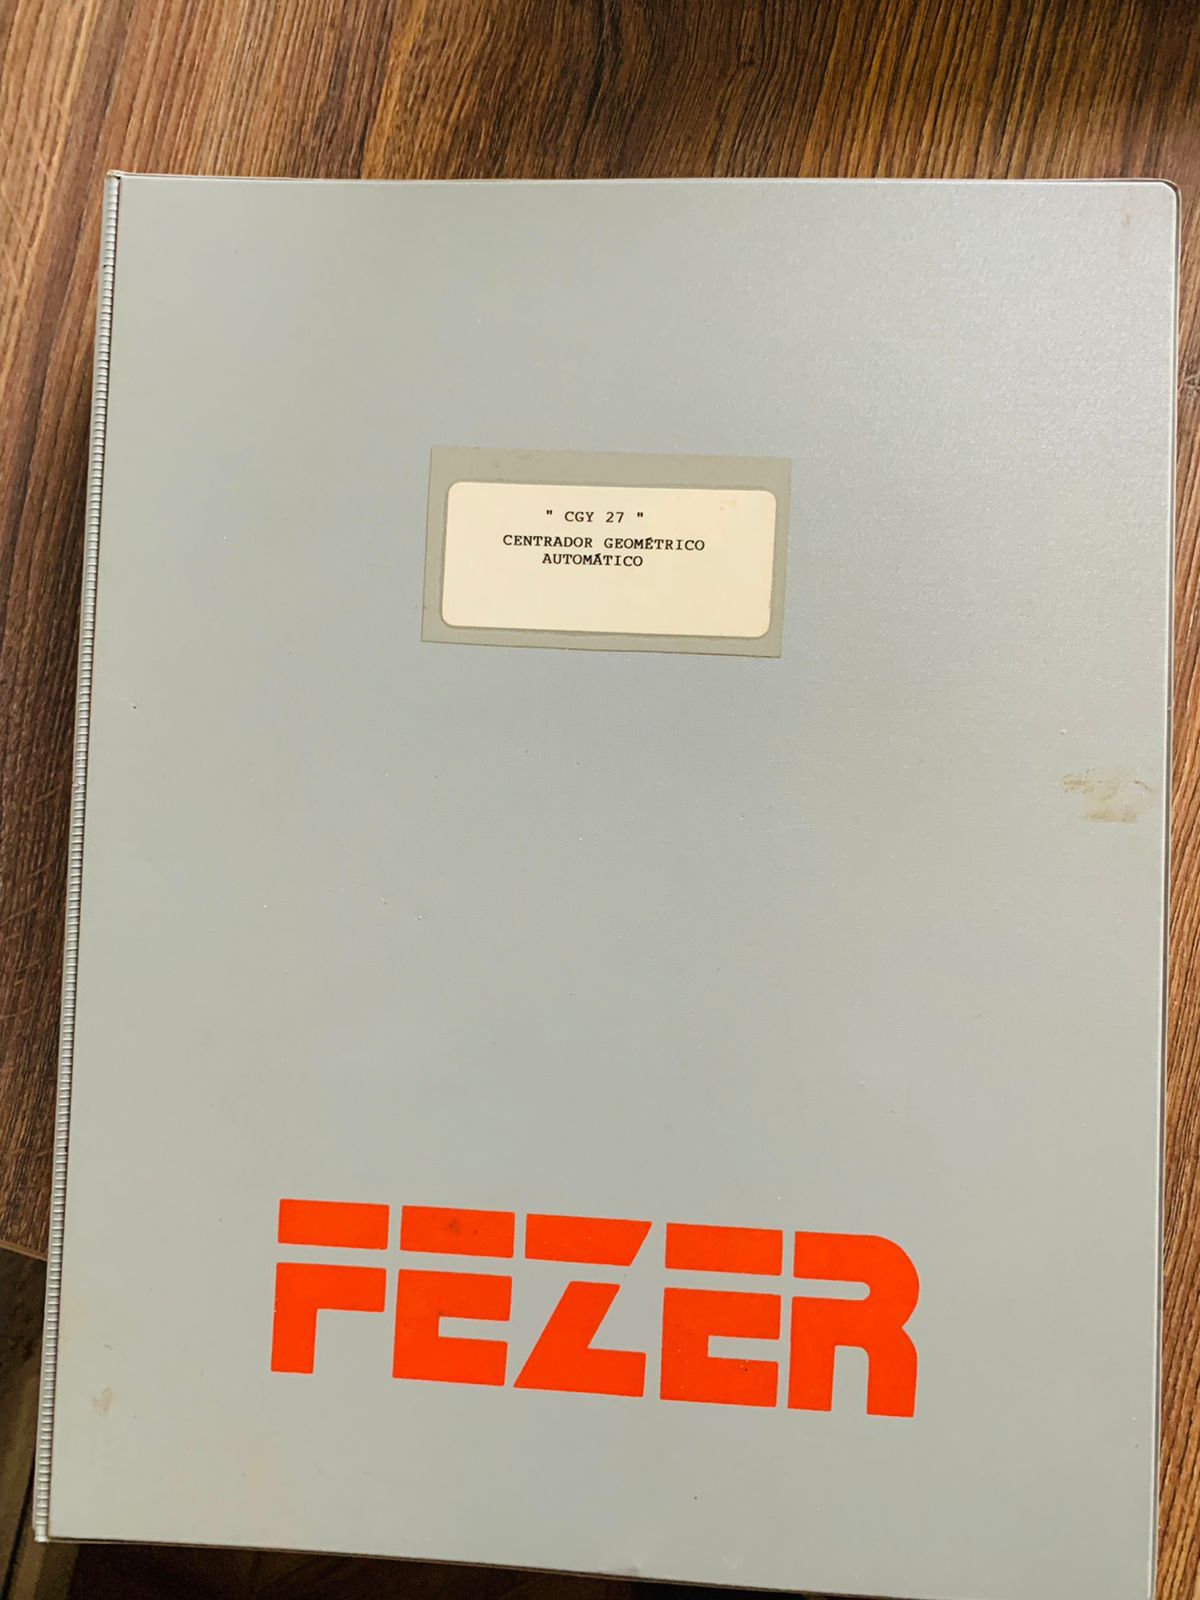 " CGY 27 "
CENTRADOR GEOMÉTRICO
AUTOMÁTICO
FEZER